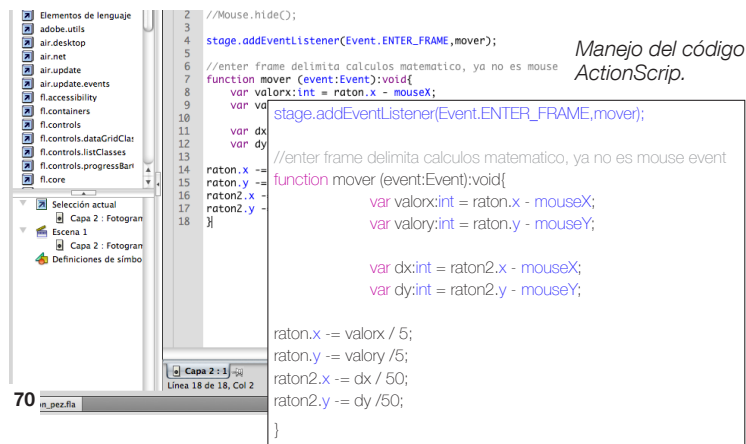 Elementos de lenguaje
adobe.utils
air.desktop
air.net
air.update
air.update.events
fl.accessibility
fl.containers
fl.controls
fl.controls.dataGridClas
fl.controls.listClasses
fl.controls.progressBar
fl.core
Selección actual
Capa 2 : Fotogram
Escena 1
Capa 2 : Fotogram
Definiciones de símbo
2 //Mouse.hide();
3
4 stage.addEventListener(Event.ENTER_FRAME,mover);
5
6 //enter frame delimita calculos matematico, ya no es mouse
7 function mover (event:Event):void{
8 var valorx:int = raton.x - mouseX;
9 var va
10
11 var dx
12 var dy
13
14 raton.x -=
15 raton.y -=
16 raton2.x -
17 raton2.y -
18 }
Capa 2 : 1
Línea 18 de 18, Col 2
Manejo del código
ActionScrip.
stage.addEventListener(Event.ENTER_FRAME,mover);
//enter frame delimita calculos matematico, ya no es mouse event
function mover (event:Event):void{
var valorx:int = raton.x - mouseX;
var valory:int = raton.y - mouseY;
var dx:int = raton2.x - mouseX;
var dy:int = raton2.y - mouseY;
raton.x -= valorx / 5;
raton.y -= valory /5;
raton2.x -= dx / 50;
raton2.y -= dy /50;
}
70
n_pez.fla